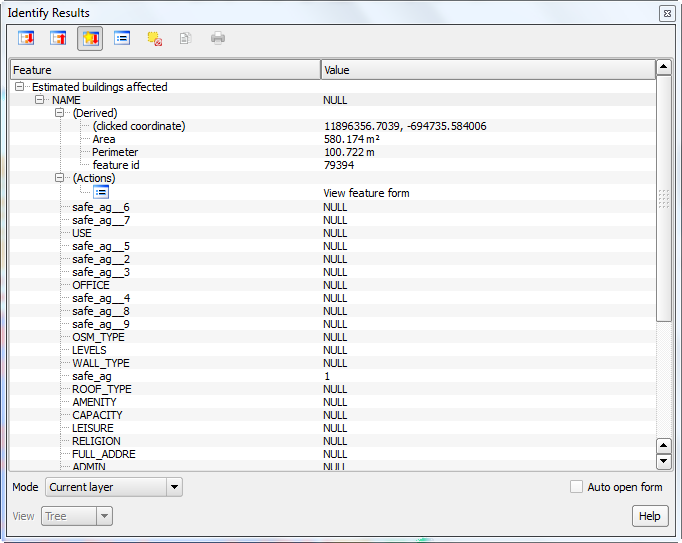 Identify Results
Feature Value
Estimated buildings affected
NAME NULL
(Derived)
(clicked coordinate) 11896356.7039, -694735.584006
Area 580.174 m²
Perimeter 100.722 m
feature id 79394
(Actions)
View feature form
safe_ag__6 NULL
safe_ag__7 NULL
USE NULL
safe_ag__5 NULL
safe_ag__2 NULL
safe_ag__3 NULL
OFFICE NULL
safe_ag__4 NULL
safe_ag__8 NULL
safe_ag__9 NULL
OSM_TYPE NULL
LEVELS NULL
WALL_TYPE NULL
safe_ag 1
ROOF_TYPE NULL
AMENITY NULL
CAPACITY NULL
LEISURE NULL
RELIGION NULL
FULL_ADDRE NULL
ADMIN NULL
Mode Current layer Auto open form
View Tree Help